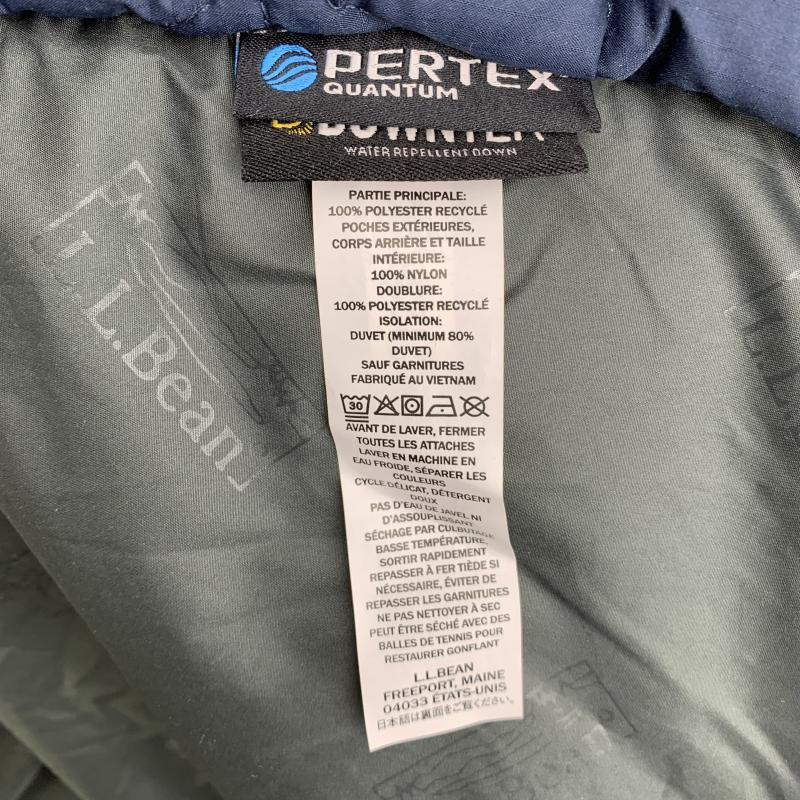 PERTEX
QUANTUM
DOWNTEK
WATER REPELLENT DOWN
PARTIE PRINCIPALE:
100% POLYESTER RECYCLÉ
POCHES EXTÉRIEURES,
CORPS ARRIÈRE ET TAILLE
INTÉRIEURE:
100% NYLON
DOUBLURE:
100% POLYESTER RECYCLÉ
ISOLATION:
DUVET (MINIMUM 80%
DUVET)
SAUF GARNITURES
FABRIQUÉ AU VIETNAM
30
AVANT DE LAVER, FERMER
TOUTES LES ATTACHES
LAVER EN MACHINE EN
EAU FROIDE, SÉPARER LES
COULEURS
CYCLE DÉLICAT, DÉTERGENT
DOUX
PAS D'EAU DE JAVEL NI
D'ASSOUPLISSANT
SÉCHAGE PAR CULBUTAGE
BASSE TEMPÉRATURE,
SORTIR RAPIDEMENT
REPASSER À FER TIÈDE SI
NÉCESSAIRE, ÉVITER DE
REPASSER LES GARNITURES
NE PAS NETTOYER À SEC
PEUT ÊTRE SÉCHÉ AVEC DES
BALLES DE TENNIS POUR
RESTAURER GONFLANT
L.L.BEAN
FREEPORT, MAINE
04033 ÉTATS-UNIS
日本語は裏面をご覧ください。
L.L.Bean